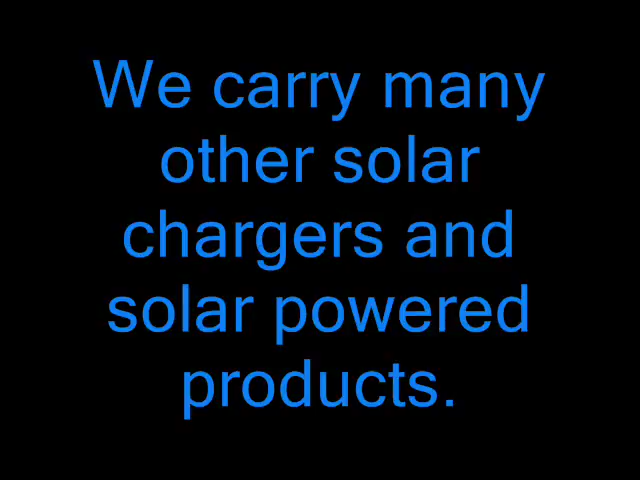 We carry many
other solar
chargers and
solar powered
products.